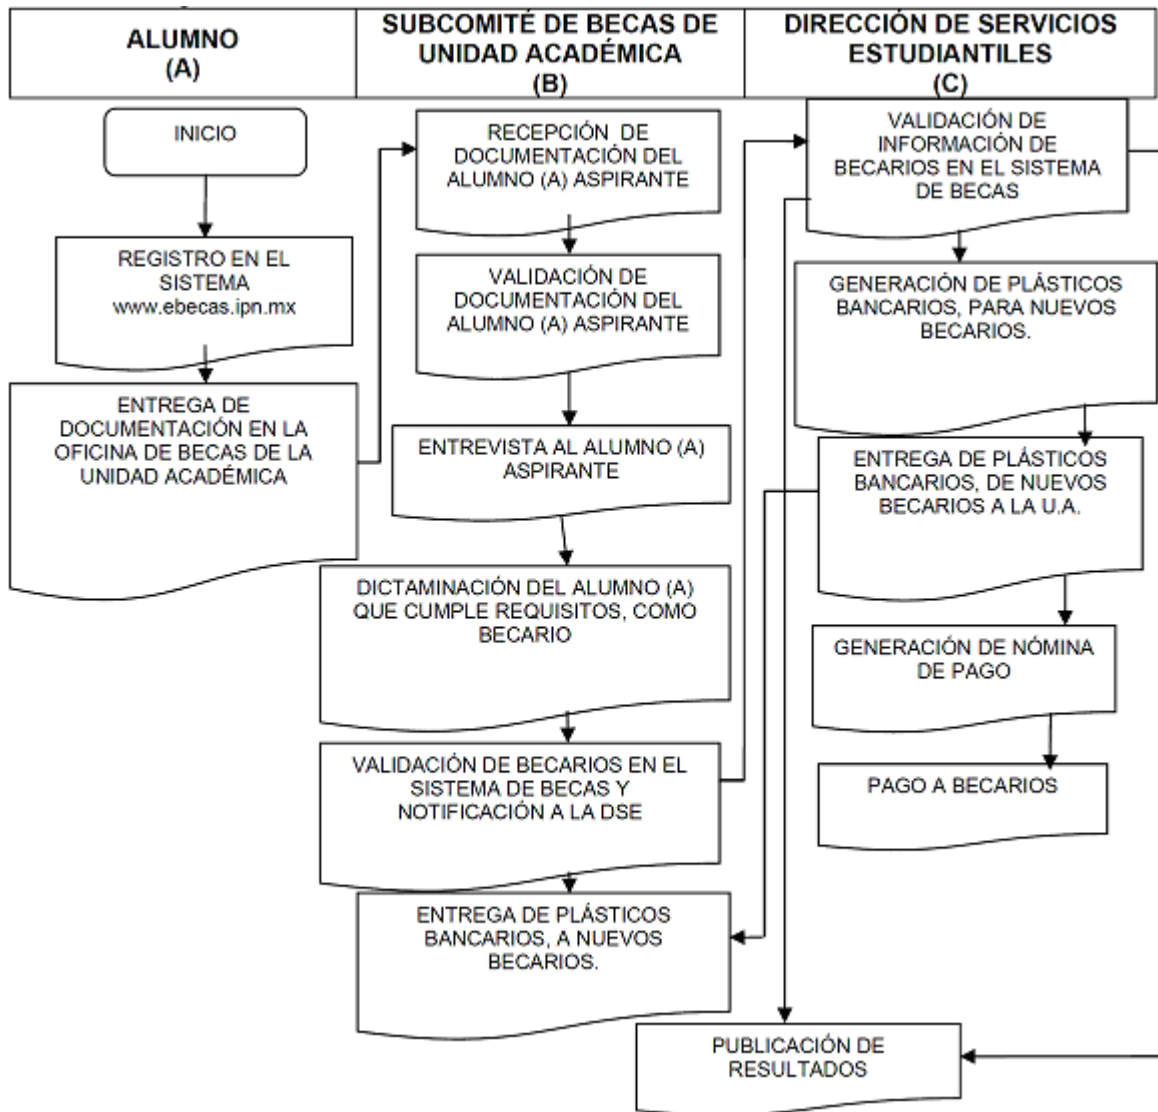 ALUMNO
(A)
SUBCOMITÉ DE BECAS DE
UNIDAD ACADÉMICA
(B)
DIRECCIÓN DE SERVICIOS
ESTUDIANTILES
(C)
INICIO
REGISTRO EN EL
SISTEMA
www.ebecas.ipn.mx
ENTREGA DE
DOCUMENTACIÓN EN LA
OFICINA DE BECAS DE LA
UNIDAD ACADÉMICA
RECEPCIÓN DE
DOCUMENTACIÓN DEL
ALUMNO (A) ASPIRANTE
VALIDACIÓN DE
DOCUMENTACIÓN DEL
ALUMNO (A) ASPIRANTE
ENTREVISTA AL ALUMNO (A)
ASPIRANTE
DICTAMINACIÓN DEL ALUMNO (A)
QUE CUMPLE REQUISITOS, COMO
BECARIO
VALIDACIÓN DE BECARIOS EN EL
SISTEMA DE BECAS Y
NOTIFICACIÓN A LA DSE
ENTREGA DE PLÁSTICOS
BANCARIOS, A NUEVOS
BECARIOS.
VALIDACIÓN DE
INFORMACIÓN DE
BECARIOS EN EL SISTEMA
DE BECAS
GENERACIÓN DE PLÁSTICOS
BANCARIOS, PARA NUEVOS
BECARIOS.
ENTREGA DE PLÁSTICOS
BANCARIOS, DE NUEVOS
BECARIOS A LA U.A.
GENERACIÓN DE NÓMINA
DE PAGO
PAGO A BECARIOS
PUBLICACIÓN DE
RESULTADOS